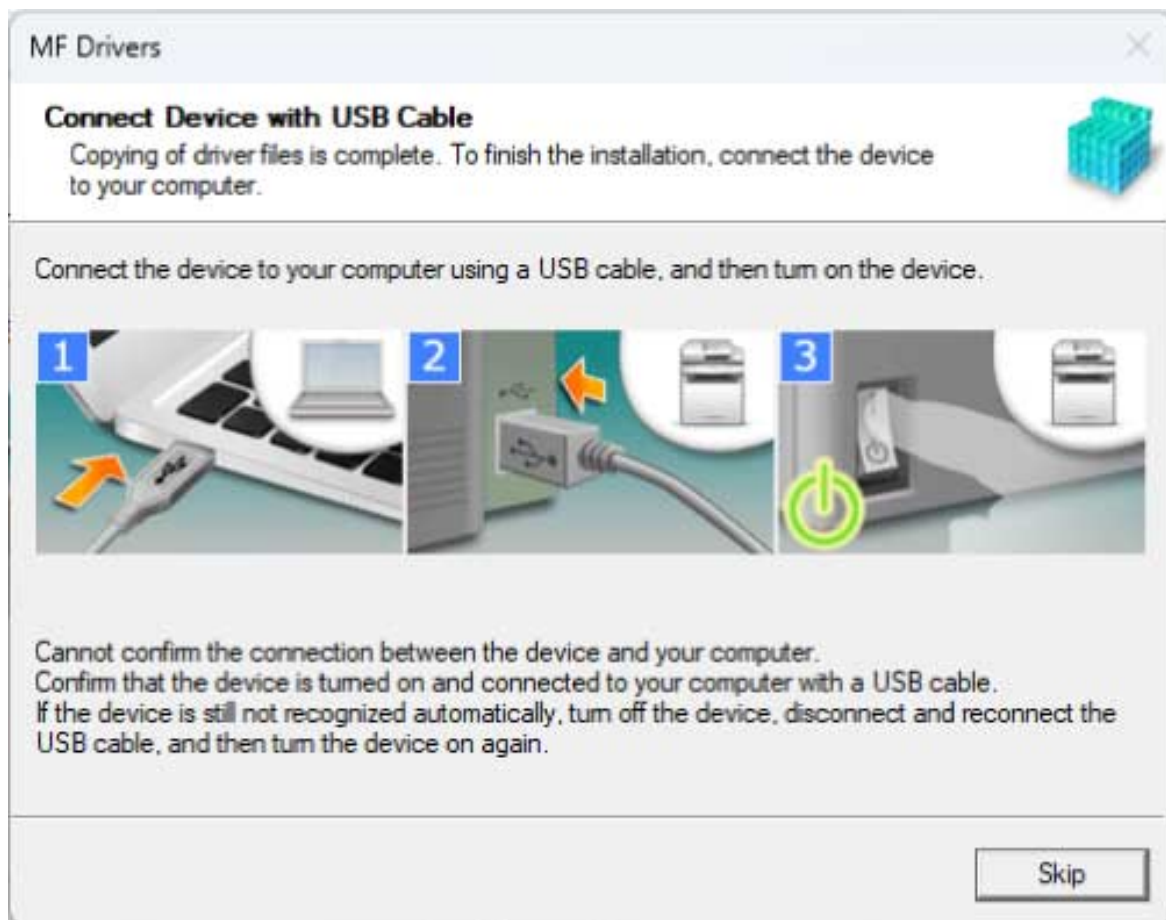 MF Drivers
Connect Device with USB Cable
Copying of driver files is complete. To finish the installation, connect the device
to your computer.
Connect the device to your computer using a USB cable, and then turn on the device.
1 2 3
Cannot confirm the connection between the device and your computer.
Confirm that the device is turned on and connected to your computer with a USB cable.
If the device is still not recognized automatically, turn off the device, disconnect and reconnect the
USB cable, and then turn the device on again.
Skip